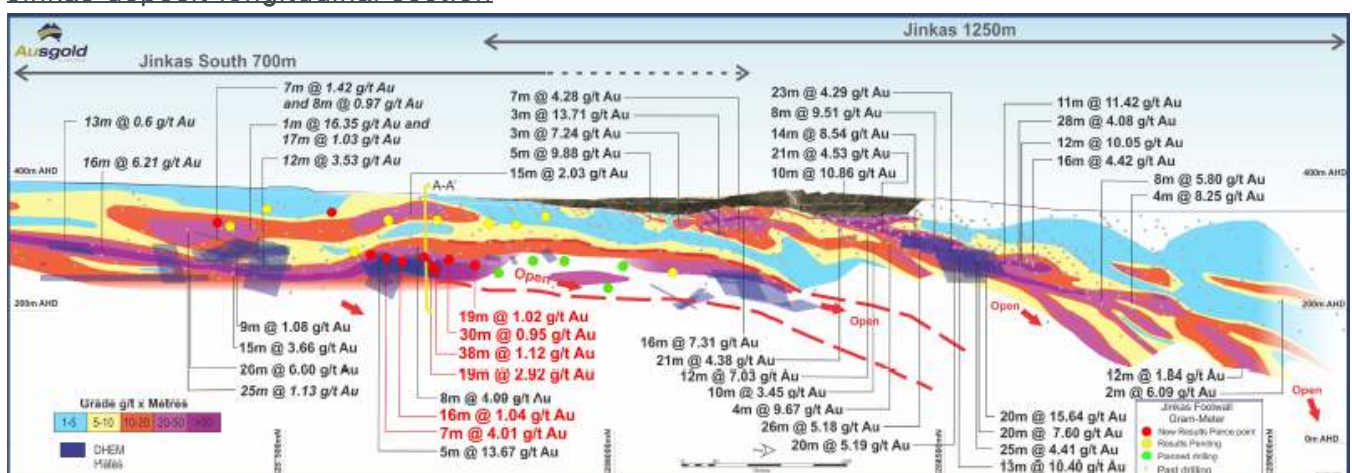 Jinkas deposit longitudinal section
Ausgold
Jinkas 1250m
Jinkas South 700m
7m @ 1.42 g/t Au
and 8m @ 0.97 g/t Au
1m @ 16.35 g/t Au and
17m @ 1.03 g/t Au
12m @ 3.53 g/t Au
13m @ 0.6 g/t Au
16m @ 6.21 g/t Au
7m @ 4.28 g/t Au
3m @ 13.71 g/t Au
3m @ 7.24 g/t Au
5m @ 9.88 g/t Au
15m @ 2.03 g/t Au
23m @ 4.29 g/t Au
8m @ 9.51 g/t Au
14m @ 8.54 g/t Au
21m @ 4.53 g/t Au
10m @ 10.86 g/t Au
11m @ 11.42 g/t Au
28m @ 4.08 g/t Au
12m @ 10.05 g/t Au
16m @ 4.42 g/t Au
8m @ 5.80 g/t Au
4m @ 8.25 g/t Au
400m AHD
400m AHD
A-A'
200m AHD
200m AHD
Open
Open
Open
Open
9m @ 1.08 g/t Au
15m @ 3.66 g/t Au
25m @ 1.13 g/t Au
19m @ 1.02 g/t Au
30m @ 0.95 g/t Au
38m @ 1.12 g/t Au
19m @ 2.92 g/t Au
16m @ 1.04 g/t Au
7m @ 4.01 g/t Au
5m @ 13.67 g/t Au
16m @ 7.31 g/t Au
21m @ 4.38 g/t Au
12m @ 7.03 g/t Au
10m @ 3.45 g/t Au
4m @ 9.67 g/t Au
26m @ 5.18 g/t Au
20m @ 5.19 g/t Au
20m @ 15.64 g/t Au
20m @ 7.60 g/t Au
25m @ 4.41 g/t Au
13m @ 10.40 g/t Au
12m @ 1.84 g/t Au
2m @ 6.09 g/t Au
0m AHD
Grade g/t x Metres
1-5 5-10 10-20 20-50
DHEM
Plates
Jinkas Footwall
Gram-Meter
New Results Pierce point
Results Pending
Planned drilling
Past drilling